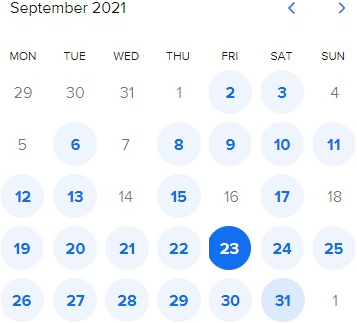 September 2021
MON TUE WED THU FRI SAT SUN
29 30 31 1 2 3 4
5 6 7 8 9 10 11
12 13 14 15 16 17 18
19 20 21 22 23 24 25
26 27 28 29 30 31 1